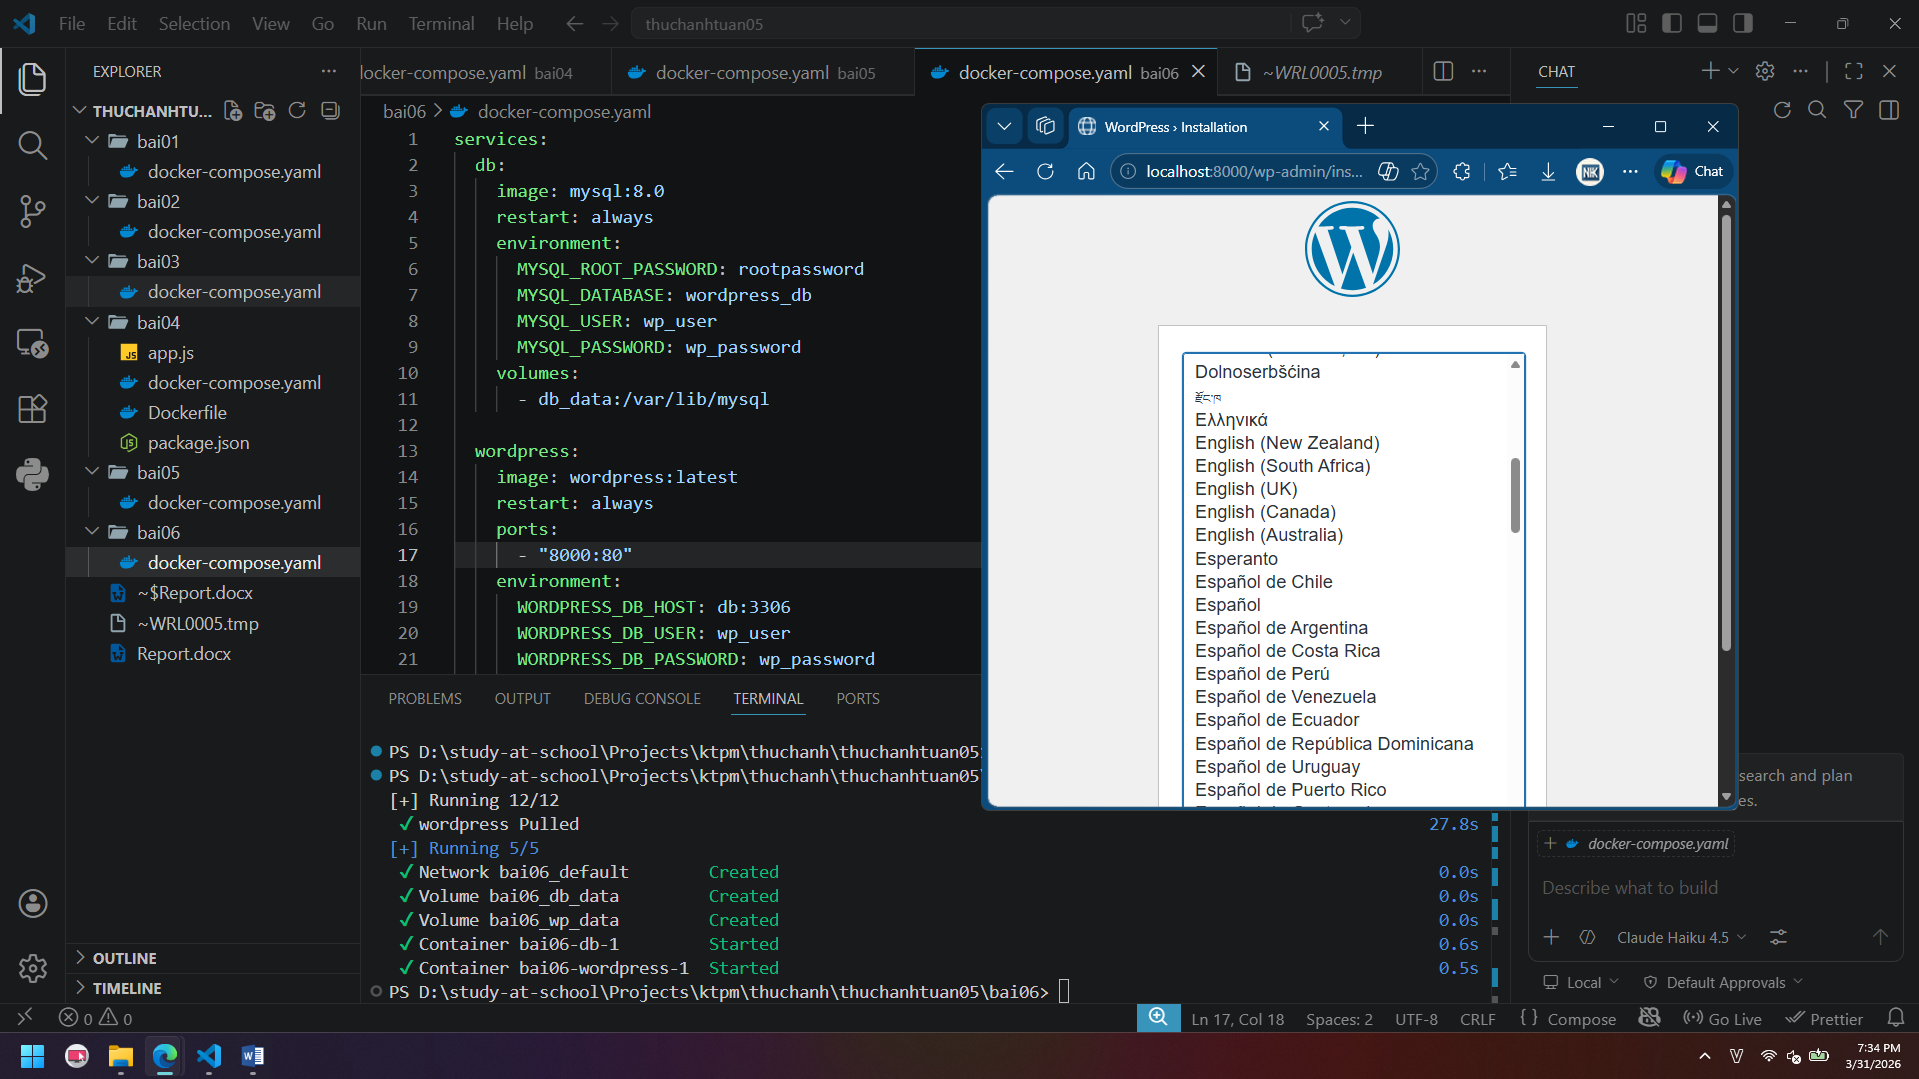 File Edit Selection View Go Run Terminal Help
thuchanhtuan05
EXPLORER
THUCHANHTU...
bai01
docker-compose.yaml
bai02
docker-compose.yaml
bai03
docker-compose.yaml
bai04
app.js
docker-compose.yaml
Dockerfile
package.json
bai05
docker-compose.yaml
bai06
docker-compose.yaml
~$Report.docx
~WRL0005.tmp
Report.docx
OUTLINE
TIMELINE
docker-compose.yaml bai04
docker-compose.yaml bai05
docker-compose.yaml bai06
~WRL0005.tmp
bai06 > docker-compose.yaml
1 services:
2 db:
3 image: mysql:8.0
4 restart: always
5 environment:
6 MYSQL_ROOT_PASSWORD: rootpassword
7 MYSQL_DATABASE: wordpress_db
8 MYSQL_USER: wp_user
9 MYSQL_PASSWORD: wp_password
10 volumes:
11 - db_data:/var/lib/mysql
12
13 wordpress:
14 image: wordpress:latest
15 restart: always
16 ports:
17 - "8000:80"
18 environment:
19 WORDPRESS_DB_HOST: db:3306
20 WORDPRESS_DB_USER: wp_user
21 WORDPRESS_DB_PASSWORD: wp_password
PROBLEMS OUTPUT DEBUG CONSOLE TERMINAL PORTS
PS D:\study-at-school\Projects\ktpm\thuchanh\thuchanhtuan05
PS D:\study-at-school\Projects\ktpm\thuchanh\thuchanhtuan05\
[+] Running 12/12
✓ wordpress Pulled 27.8s
[+] Running 5/5
✓ Network bai06_default Created 0.0s
✓ Volume bai06_db_data Created 0.0s
✓ Volume bai06_wp_data Created 0.0s
✓ Container bai06-db-1 Started 0.6s
✓ Container bai06-wordpress-1 Started 0.5s
PS D:\study-at-school\Projects\ktpm\thuchanh\thuchanhtuan05\bai06>
WordPress › Installation
localhost:8000/wp-admin/ins...
NK
Chat
Dolnoserbšćina
རྫོང་ཁ
Ελληνικά
English (New Zealand)
English (South Africa)
English (UK)
English (Canada)
English (Australia)
Esperanto
Español de Chile
Español
Español de Argentina
Español de Costa Rica
Español de Perú
Español de Venezuela
Español de Ecuador
Español de República Dominicana
Español de Uruguay
Español de Puerto Rico
CHAT
search and plan
es.
docker-compose.yaml
Describe what to build
Claude Haiku 4.5
Local Default Approvals
0 0
Ln 17, Col 18 Spaces: 2 UTF-8 CRLF { } Compose Go Live Prettier
7:34 PM
3/31/2026